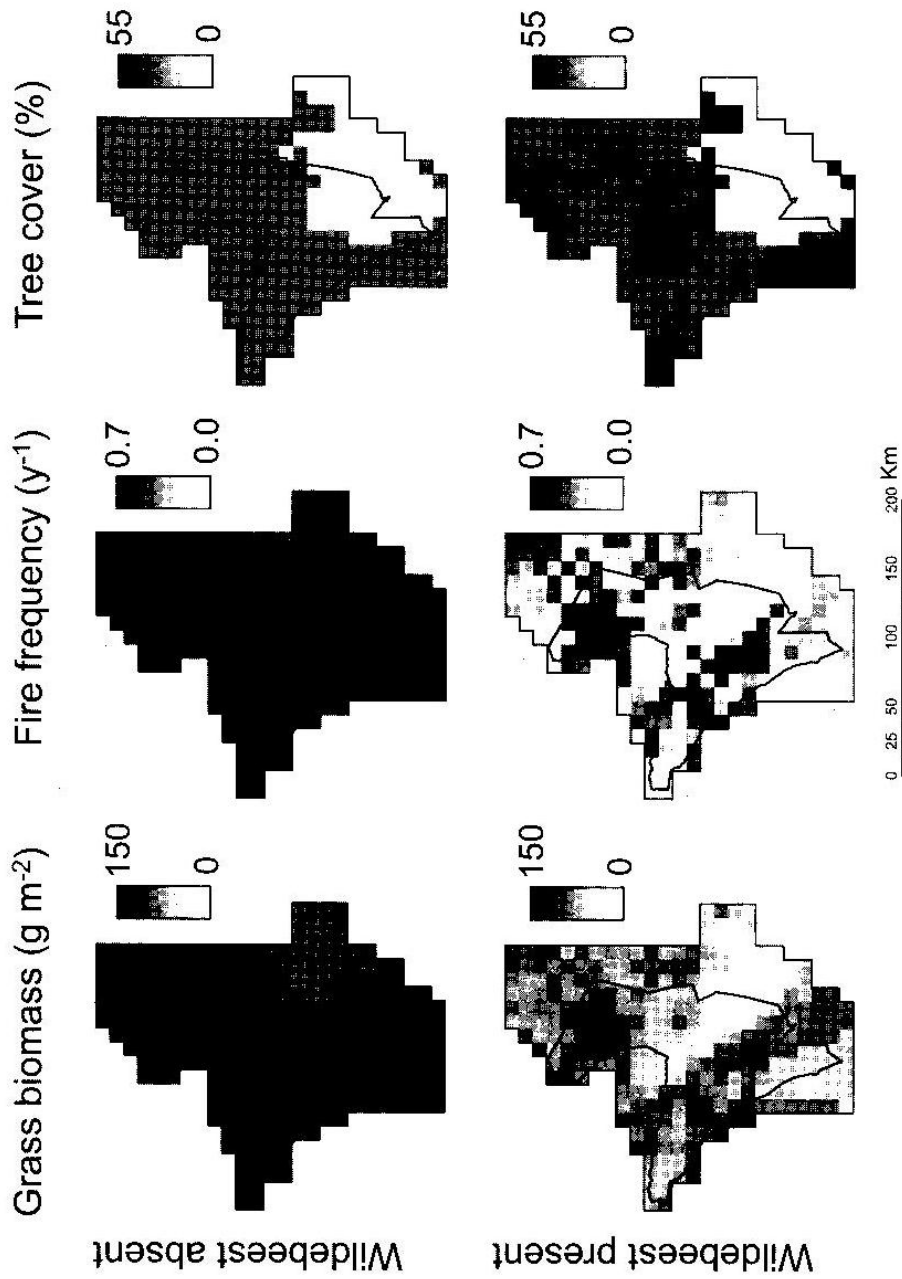 Grass biomass (g m⁻²)
Fire frequency (y⁻¹)
Tree cover (%)
Wildebeest absent
150
0
0.7
0.0
55
0
Wildebeest present
150
0
0.7
0.0
55
0
0 25 50 100 150 200 Km